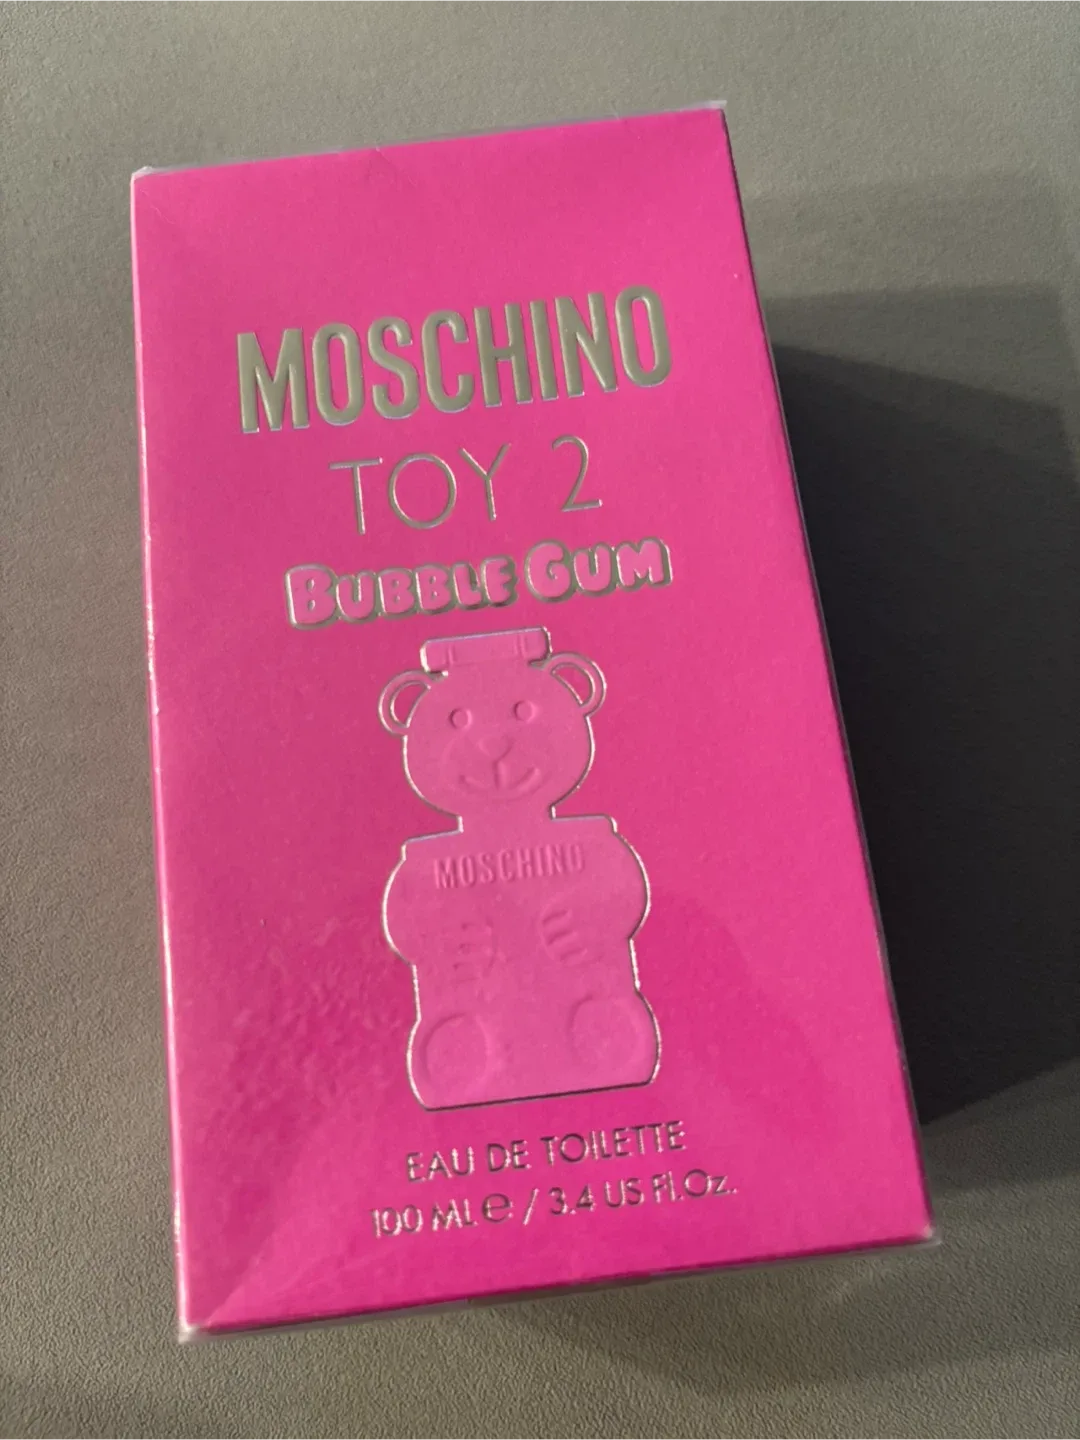 MOSCHINO
TOY 2
BUBBLE GUM
MOSCHINO
EAU DE TOILETTE
100 ML ℮ / 3.4 US Fl.Oz.